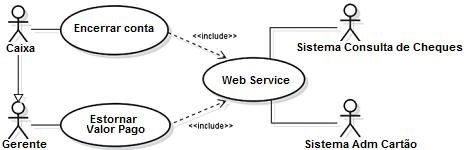 Encerrar conta
<<include>>
Caixa
Sistema Consulta de Cheques
Web Service
Estornar
Valor Pago
<<include>>
Gerente
Sistema Adm Cartão